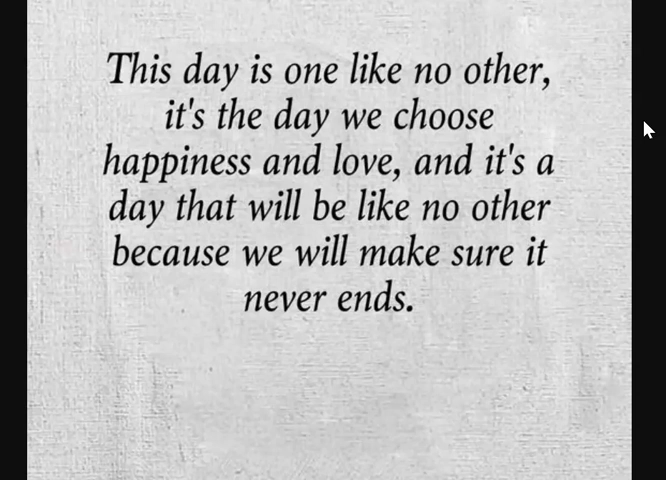 This day is one like no other,
it's the day we choose
happiness and love, and it's a
day that will be like no other
because we will make sure it
never ends.